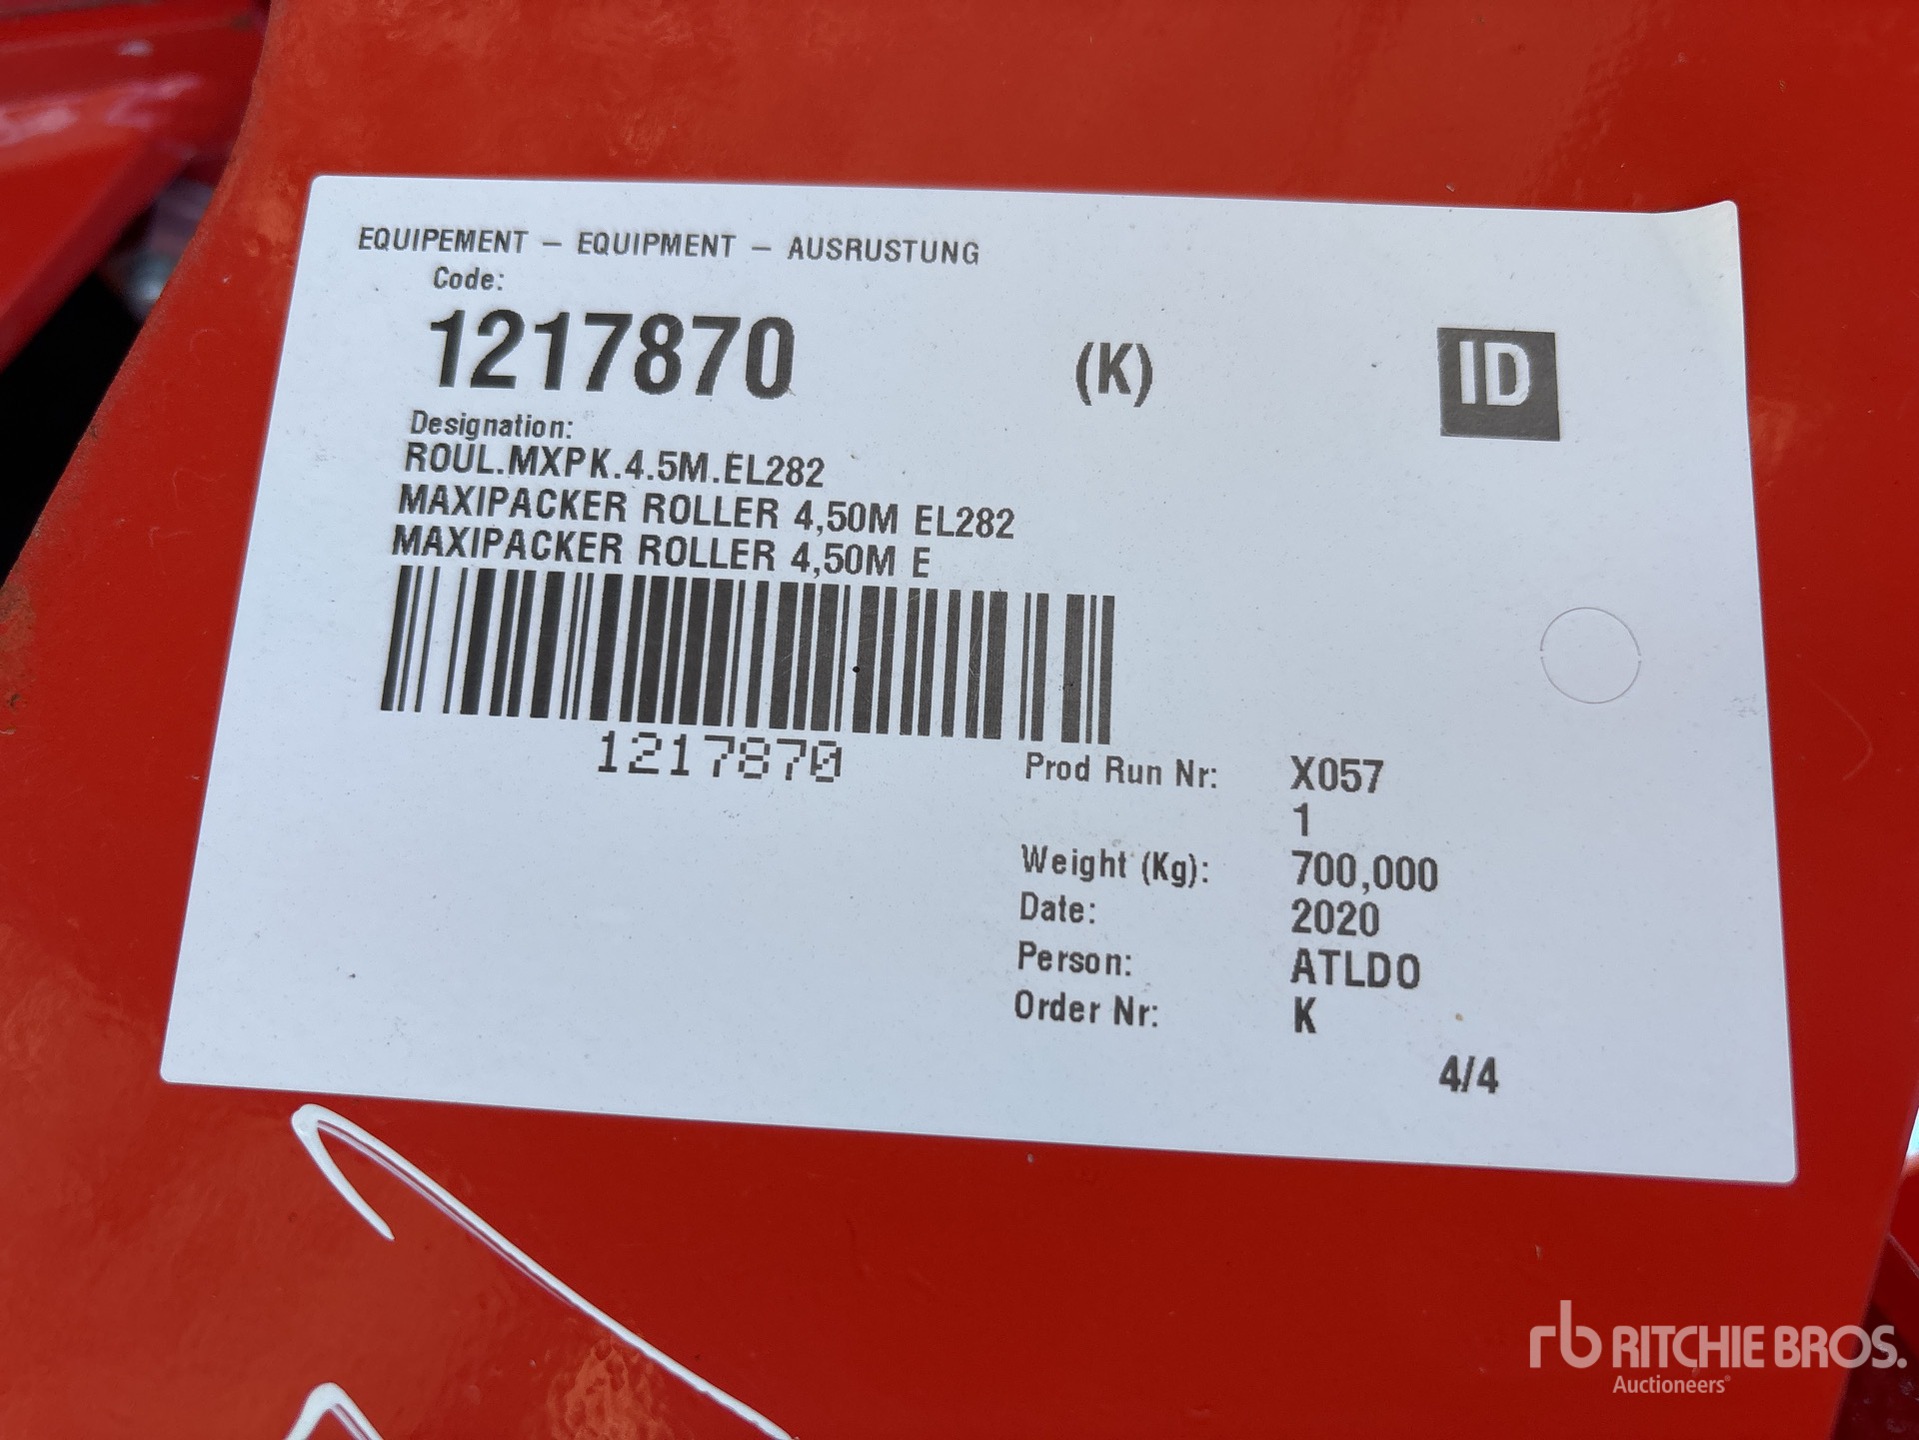 EQUIPEMENT – EQUIPMENT – AUSRUSTUNG
Code:
1217870 (K) ID
Designation:
ROUL.MXPK.4.5M.EL282
MAXIPACKER ROLLER 4,50M EL282
MAXIPACKER ROLLER 4,50M E
1217870
Prod Run Nr: X057
1
Weight (Kg): 700,000
Date: 2020
Person: ATLDO
Order Nr: K
4/4
rb RITCHIE BROS.
Auctioneers®